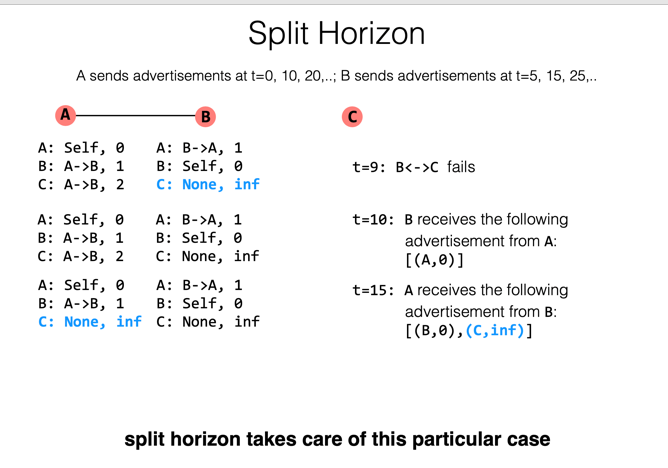 Split Horizon
A sends advertisements at t=0, 10, 20,..; B sends advertisements at t=5, 15, 25,..
A B C
A: Self, 0 A: B->A, 1
B: A->B, 1 B: Self, 0
C: A->B, 2 C: None, inf
t=9: B<->C fails
A: Self, 0 A: B->A, 1
B: A->B, 1 B: Self, 0
C: A->B, 2 C: None, inf
t=10: B receives the following
advertisement from A:
[(A,0)]
A: Self, 0 A: B->A, 1
B: A->B, 1 B: Self, 0
C: None, inf C: None, inf
t=15: A receives the following
advertisement from B:
[(B,0),(C,inf)]
split horizon takes care of this particular case